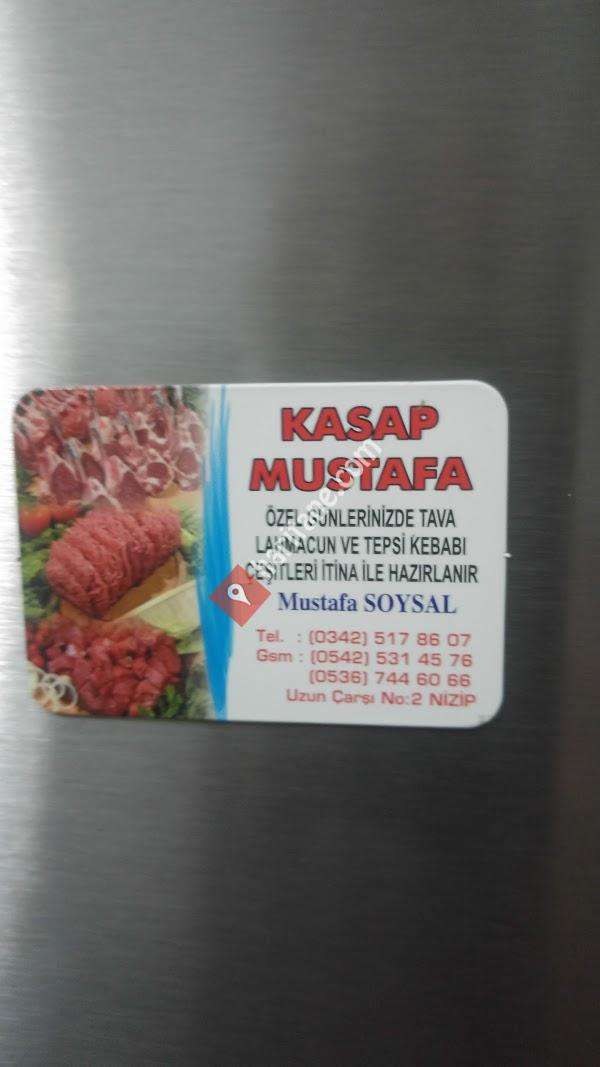 KASAP
MUSTAFA
ÖZEL GÜNLERİNİZDE TAVA
LAHMACUN VE TEPSİ KEBABI
ÇEŞİTLERİ İTİNA İLE HAZIRLANIR
Mustafa SOYSAL
Tel. : (0342) 517 86 07
Gsm : (0542) 531 45 76
(0536) 744 60 66
Uzun Çarşı No:2 NİZİP